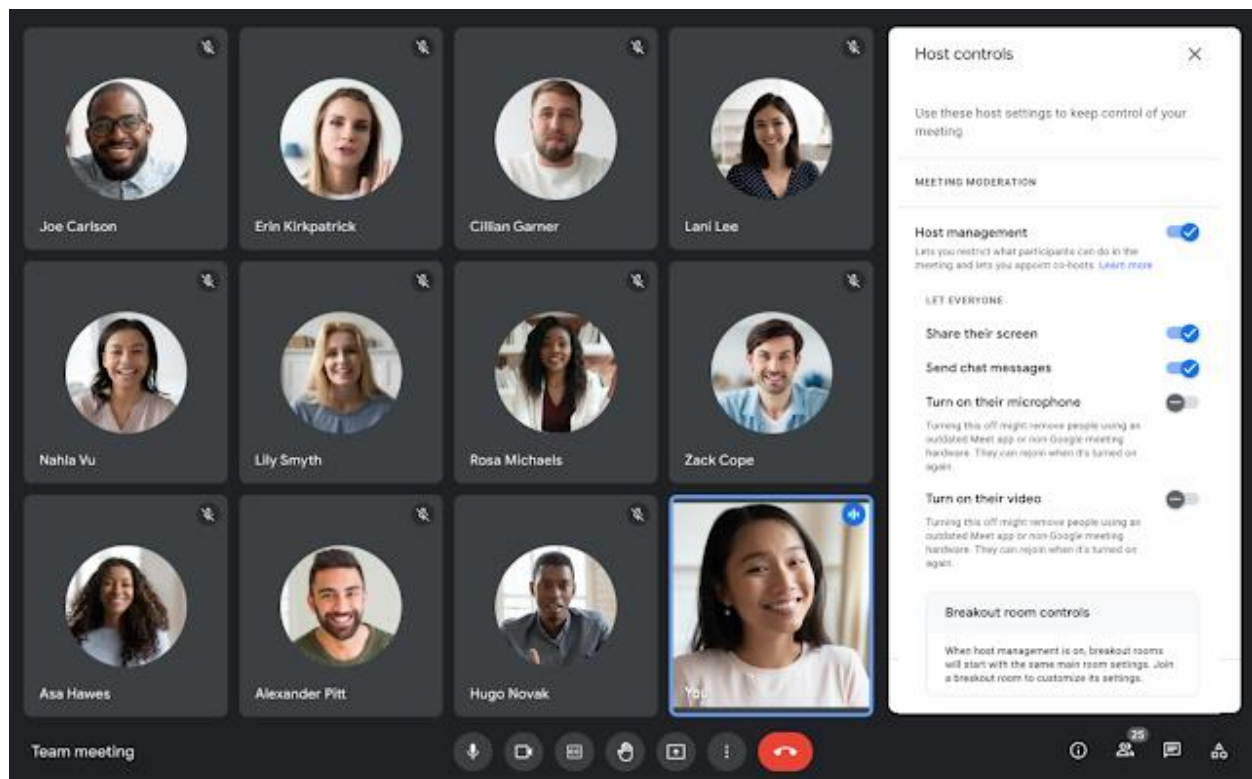 Joe Carlson
Erin Kirkpatrick
Cillian Garner
Lani Lee
Nahla Vu
Lily Smyth
Rosa Michaels
Zack Cope
Asa Hawes
Alexander Pitt
Hugo Novak
You
Team meeting
25
Host controls
Use these host settings to keep control of your
meeting
MEETING MODERATION
Host management
Lets you restrict what participants can do in the
meeting and lets you appoint co-hosts. Learn more
LET EVERYONE
Share their screen
Send chat messages
Turn on their microphone
Turning this off might remove people using an
outdated Meet app or non-Google meeting
hardware. They can rejoin when it's turned on
again.
Turn on their video
Turning this off might remove people using an
outdated Meet app or non-Google meeting
hardware. They can rejoin when it's turned on
again.
Breakout room controls
When host management is on, breakout rooms
will start with the same main room settings. Join
a breakout room to customize its settings.